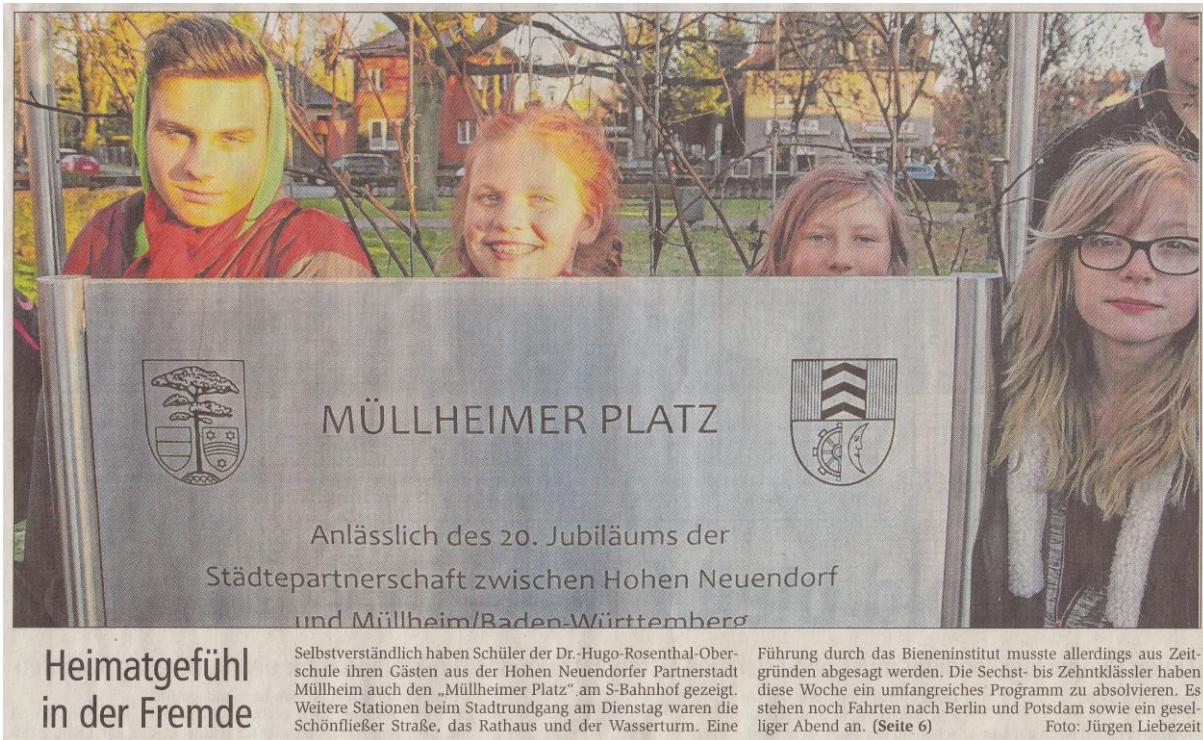 MÜLLHEIMER PLATZ
Anlässlich des 20. Jubiläums der
Städtepartnerschaft zwischen Hohen Neuendorf
und Müllheim/Baden-Württemberg
Heimatgefühl
in der Fremde
Selbstverständlich haben Schüler der Dr.-Hugo-Rosenthal-Ober-
schule ihren Gästen aus der Hohen Neuendorfer Partnerstadt
Müllheim auch den „Müllheimer Platz“ am S-Bahnhof gezeigt.
Weitere Stationen beim Stadtrundgang am Dienstag waren die
Schönfließer Straße, das Rathaus und der Wasserturm. Eine
Führung durch das Bieneninstitut musste allerdings aus Zeit-
gründen abgesagt werden. Die Sechst- bis Zehntklässler haben
diese Woche ein umfangreiches Programm zu absolvieren. Es
stehen noch Fahrten nach Berlin und Potsdam sowie ein gesel-
liger Abend an. (Seite 6)
Foto: Jürgen Liebezeit